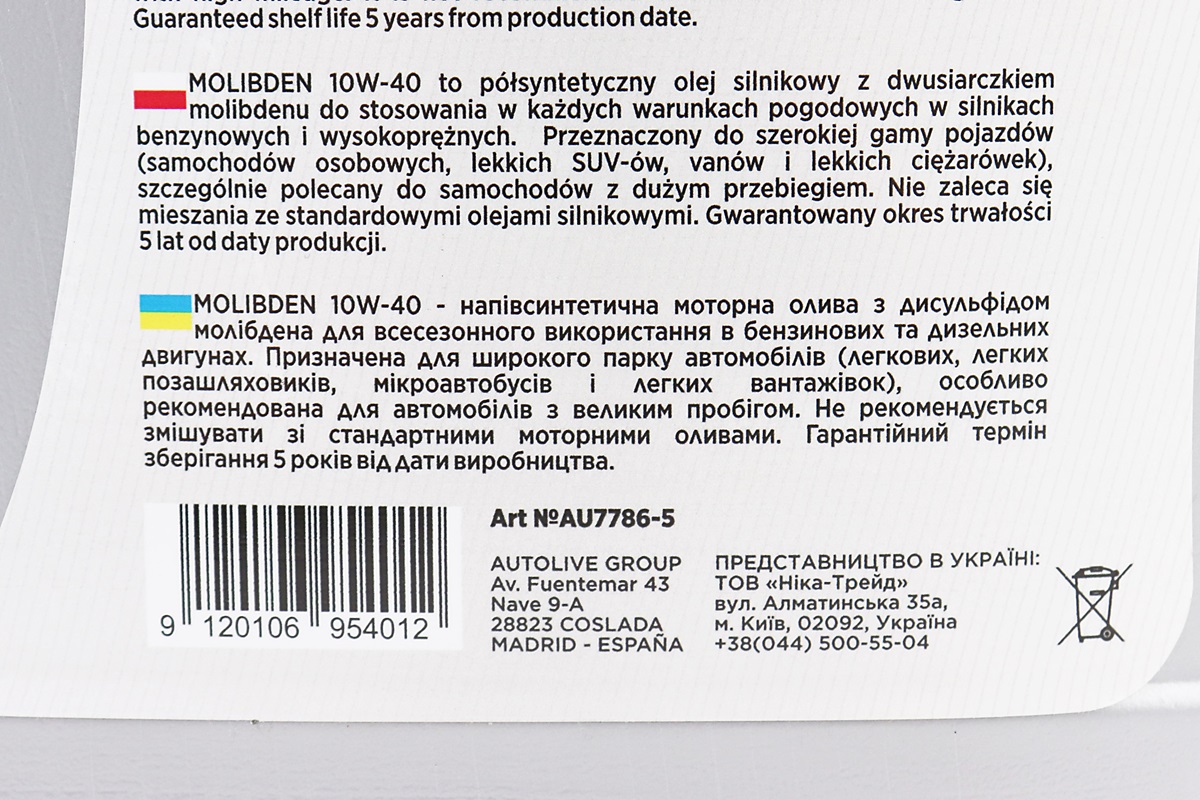 Guaranteed shelf life 5 years from production date.
MOLIBDEN 10W-40 to półsyntetyczny olej silnikowy z dwusiarczkiem
molibdenu do stosowania w każdych warunkach pogodowych w silnikach
benzynowych i wysokoprężnych. Przeznaczony do szerokiej gamy pojazdów
(samochodów osobowych, lekkich SUV-ów, vanów i lekkich ciężarówek),
szczególnie polecany do samochodów z dużym przebiegiem. Nie zaleca się
mieszania ze standardowymi olejami silnikowymi. Gwarantowany okres trwałości
5 lat od daty produkcji.
MOLIBDEN 10W-40 - напівсинтетична моторна олива з дисульфідом
молібдена для всесезонного використання в бензинових та дизельних
двигунах. Призначена для широкого парку автомобілів (легкових, легких
позашляховиків, мікроавтобусів і легких вантажівок), особливо
рекомендована для автомобілів з великим пробігом. Не рекомендується
змішувати зі стандартними моторними оливами. Гарантійний термін
зберігання 5 років від дати виробництва.
9 120106 954012
Art №AU7786-5
AUTOLIVE GROUP
Av. Fuentemar 43
Nave 9-A
28823 COSLADA
MADRID - ESPAÑA
ПРЕДСТАВНИЦТВО В УКРАЇНІ:
ТОВ «Ніка-Трейд»
вул. Алматинська 35а,
м. Київ, 02092, Україна
+38(044) 500-55-04